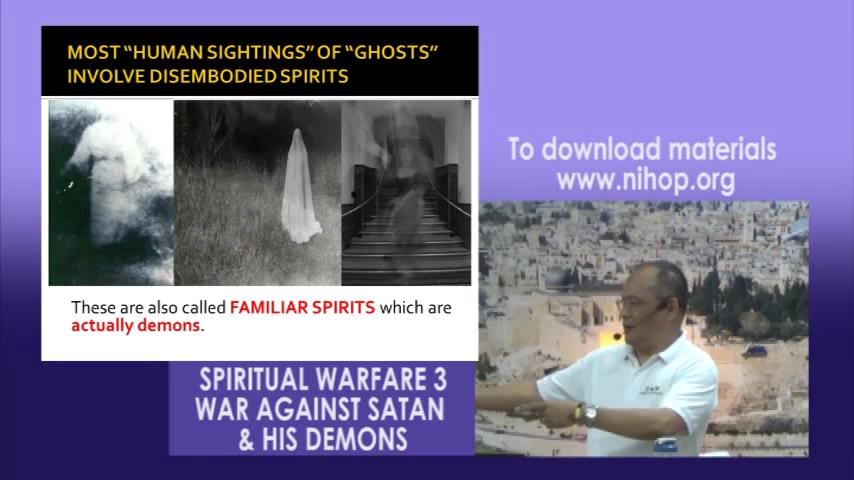 MOST “HUMAN SIGHTINGS” OF “GHOSTS”
INVOLVE DISEMBODIED SPIRITS
These are also called FAMILIAR SPIRITS which are
actually demons.
To download materials
www.nihop.org
SPIRITUAL WARFARE 3
WAR AGAINST SATAN
& HIS DEMONS